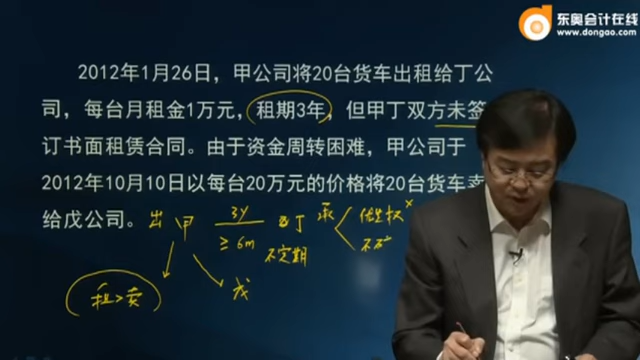 东奥会计在线
www.dongao.com
2012年1月26日，甲公司将20台货车出租给丁公
司，每台月租金1万元，租期3年，但甲丁双方未签
订书面租赁合同。由于资金周转困难，甲公司于
2012年10月10日以每台20万元的价格将20台货车卖
给戊公司。
出 甲 3y 丁 承
≥6m 不定期
租>卖 戊